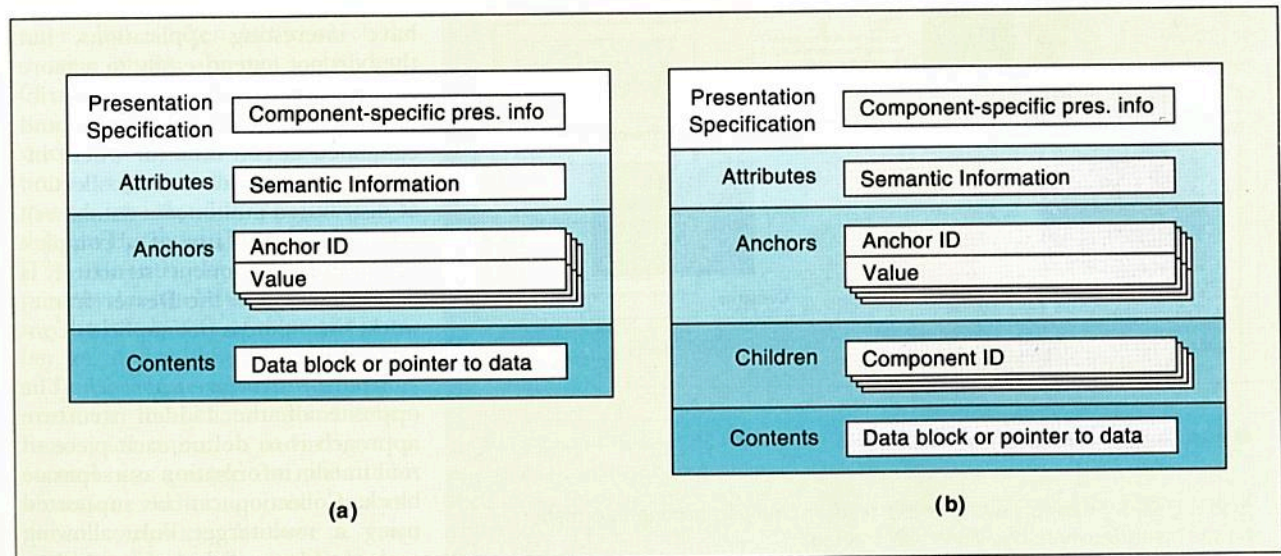 Presentation
Specification
Component-specific pres. info
Attributes
Semantic Information
Anchors
Anchor ID
Value
Contents
Data block or pointer to data
(a)
Presentation
Specification
Component-specific pres. info
Attributes
Semantic Information
Anchors
Anchor ID
Value
Children
Component ID
Contents
Data block or pointer to data
(b)